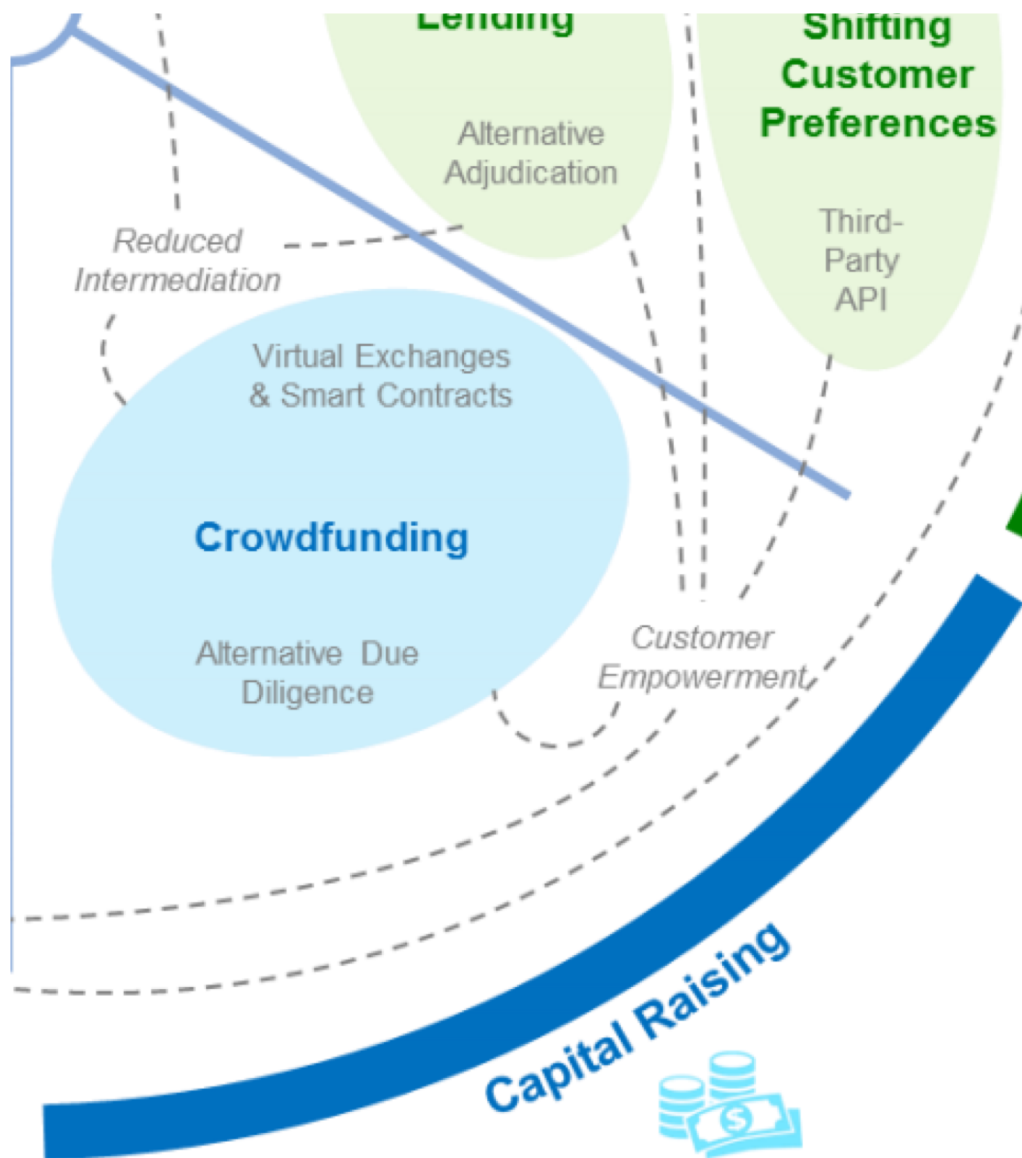 Lending
Shifting
Customer
Preferences
Alternative
Adjudication
Third-
Party
API
Reduced
Intermediation
Virtual Exchanges
& Smart Contracts
Crowdfunding
Alternative Due
Diligence
Customer
Empowerment
Capital Raising
$